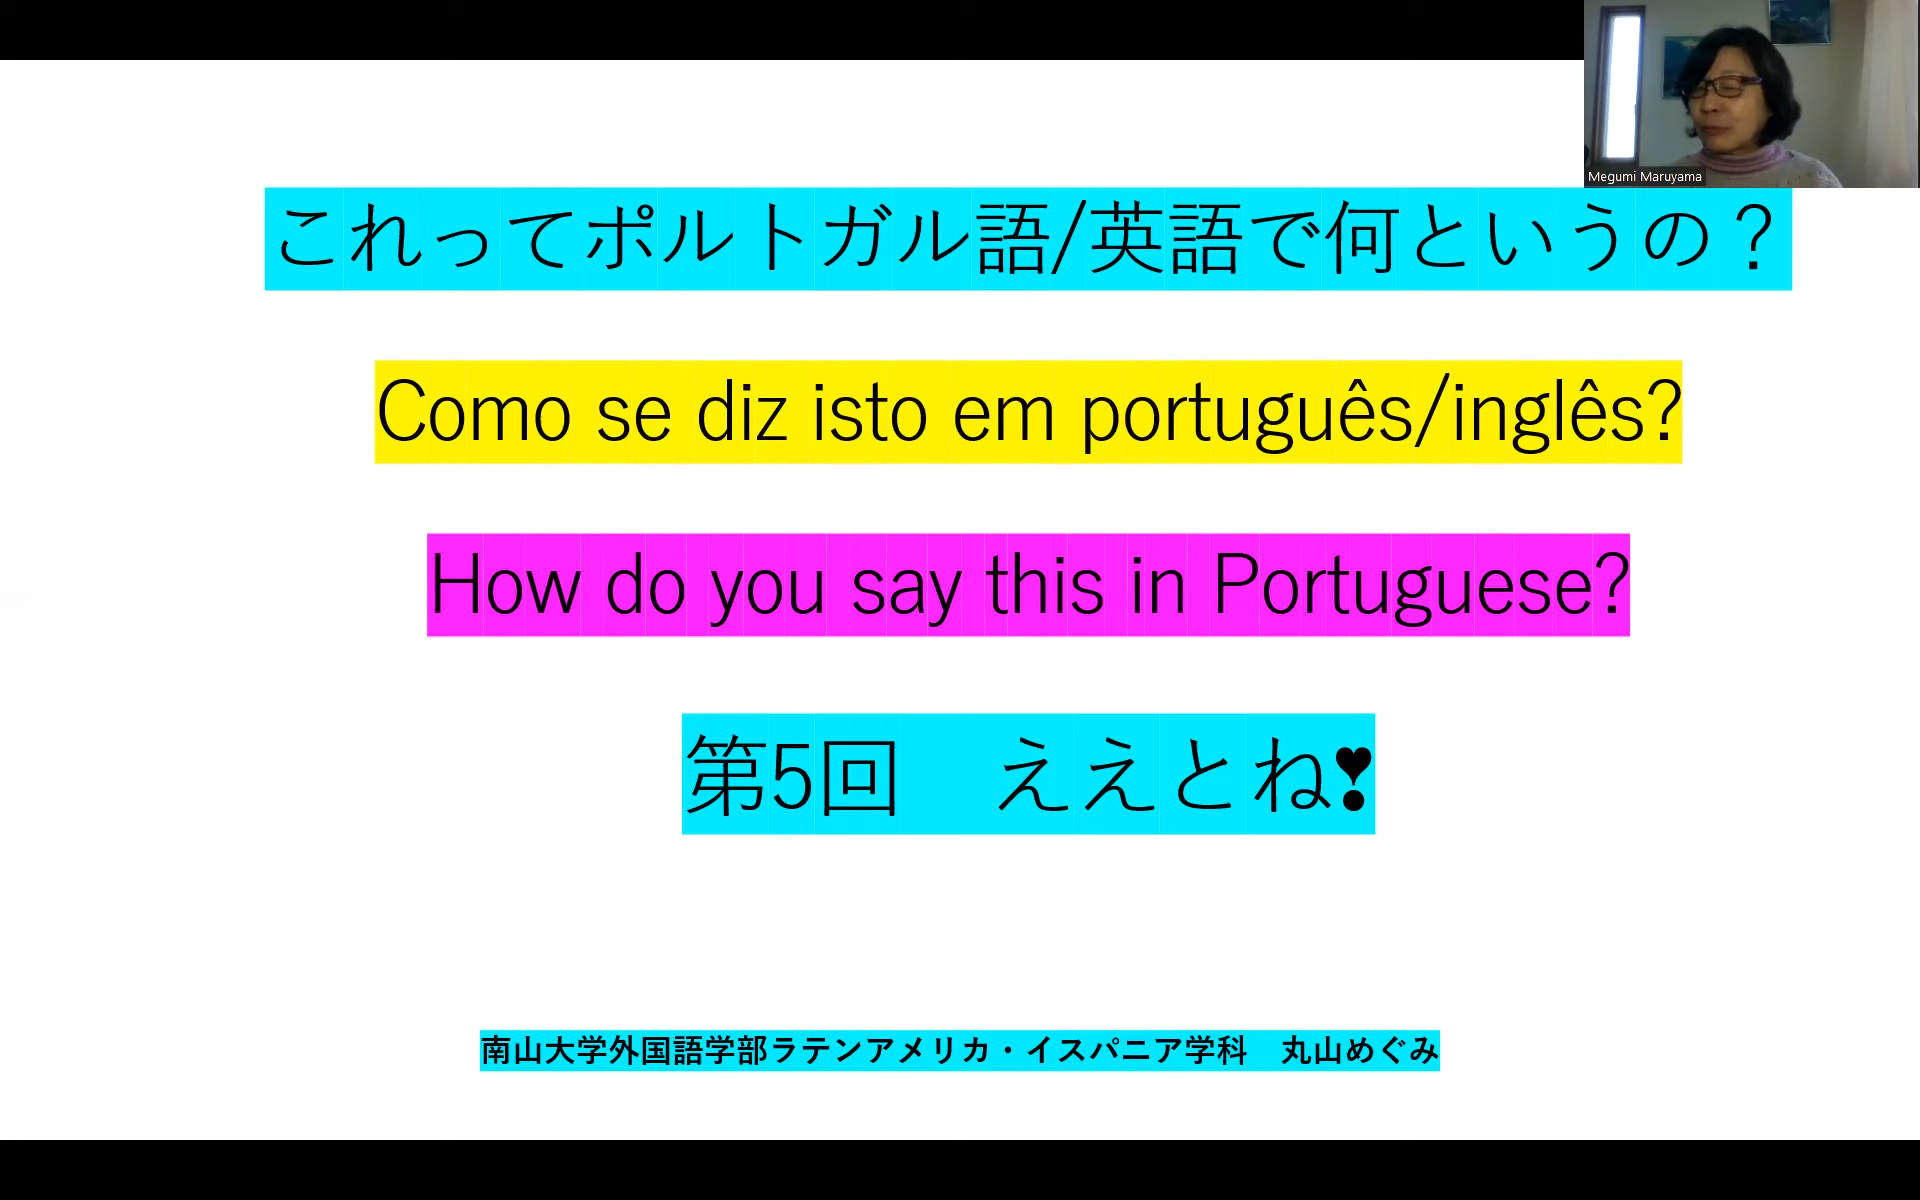 Megumi Maruyama
これってポルトガル語/英語で何というの？
Como se diz isto em português/inglês?
How do you say this in Portuguese?
第5回　ええとね❣
南山大学外国語学部ラテンアメリカ・イスパニア学科　丸山めぐみ